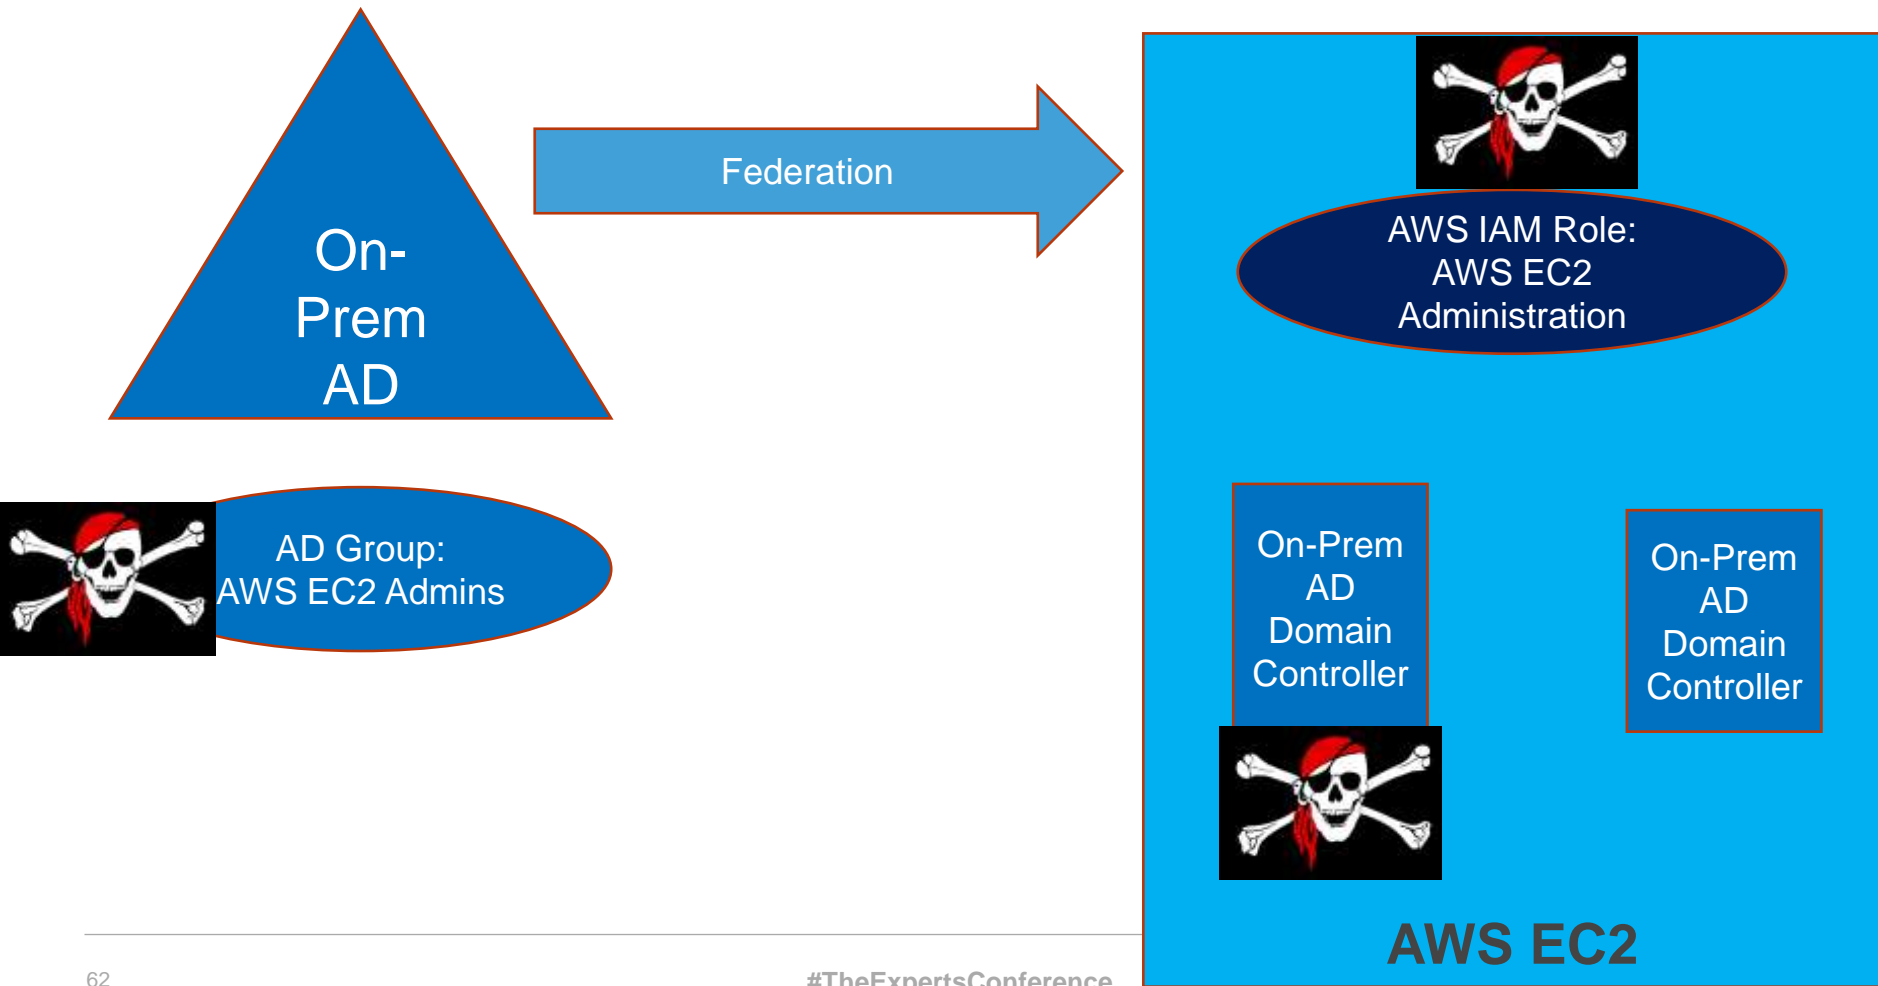 On-
Prem
AD
Federation
AWS IAM Role:
AWS EC2
Administration
AD Group:
AWS EC2 Admins
On-Prem
AD
Domain
Controller
On-Prem
AD
Domain
Controller
AWS EC2
62
#TheExpertsConference